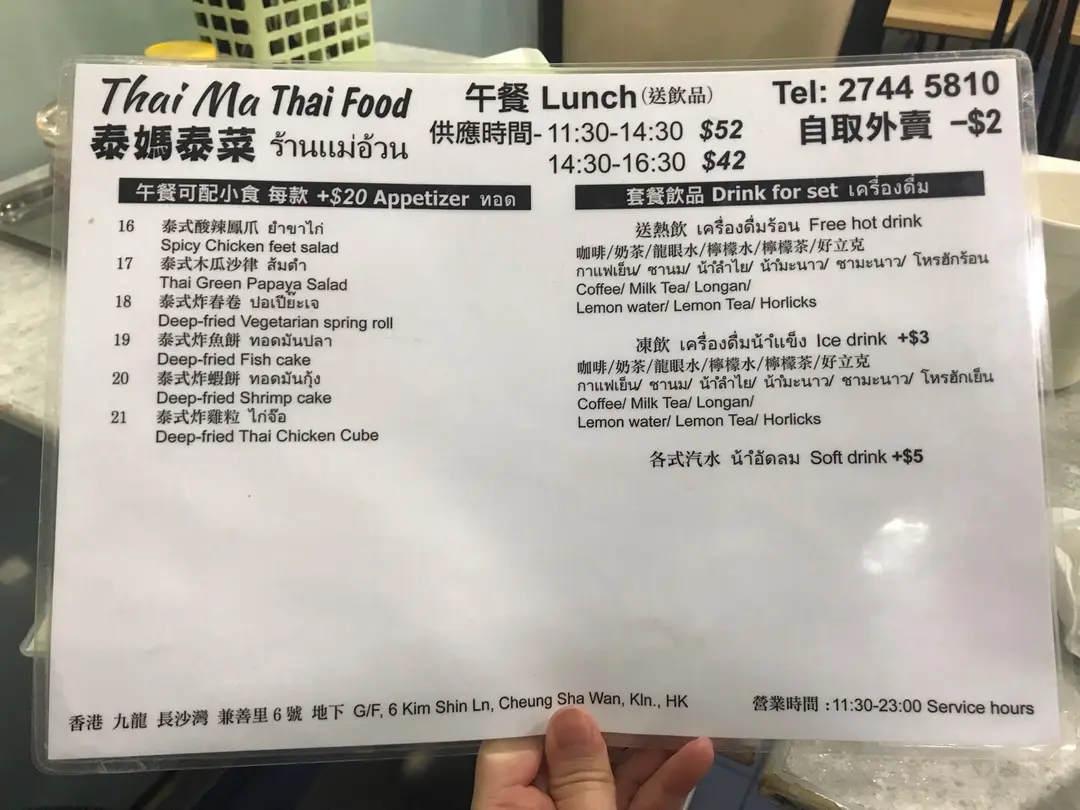 Thai Ma Thai Food
泰媽泰菜 ร้านแม่อ้วน
午餐 Lunch(送飲品)
供應時間- 11:30-14:30 $52
14:30-16:30 $42
Tel: 2744 5810
自取外賣 -$2
午餐可配小食 每款 +$20 Appetizer ทอด
16 泰式酸辣鳳爪 ยำขาไก่
Spicy Chicken feet salad
17 泰式木瓜沙律 ส้มตำ
Thai Green Papaya Salad
18 泰式炸春卷 ปอเปี๊ยะเจ
Deep-fried Vegetarian spring roll
19 泰式炸魚餅 ทอดมันปลา
Deep-fried Fish cake
20 泰式炸蝦餅 ทอดมันกุ้ง
Deep-fried Shrimp cake
21 泰式炸雞粒 ไก่จ๊อ
Deep-fried Thai Chicken Cube
套餐飲品 Drink for set เครื่องดื่ม
送熱飲 เครื่องดื่มร้อน Free hot drink
咖啡/奶茶/龍眼水/檸檬水/檸檬茶/好立克
กาแฟเย็น/ ชานม/ น้ำลำไย/ น้ำมะนาว/ ชามะนาว/ โหรฮักร้อน
Coffee/ Milk Tea/ Longan/
Lemon water/ Lemon Tea/ Horlicks
凍飲 เครื่องดื่มน้ำแข็ง Ice drink +$3
咖啡/奶茶/龍眼水/檸檬水/檸檬茶/好立克
กาแฟเย็น/ ชานม/ น้ำลำไย/ น้ำมะนาว/ ชามะนาว/ โหรฮักเย็น
Coffee/ Milk Tea/ Longan/
Lemon water/ Lemon Tea/ Horlicks
各式汽水 น้ำอัดลม Soft drink +$5
香港 九龍 長沙灣 兼善里6號 地下 G/F, 6 Kim Shin Ln, Cheung Sha Wan, Kln., HK
營業時間 :11:30-23:00 Service hours